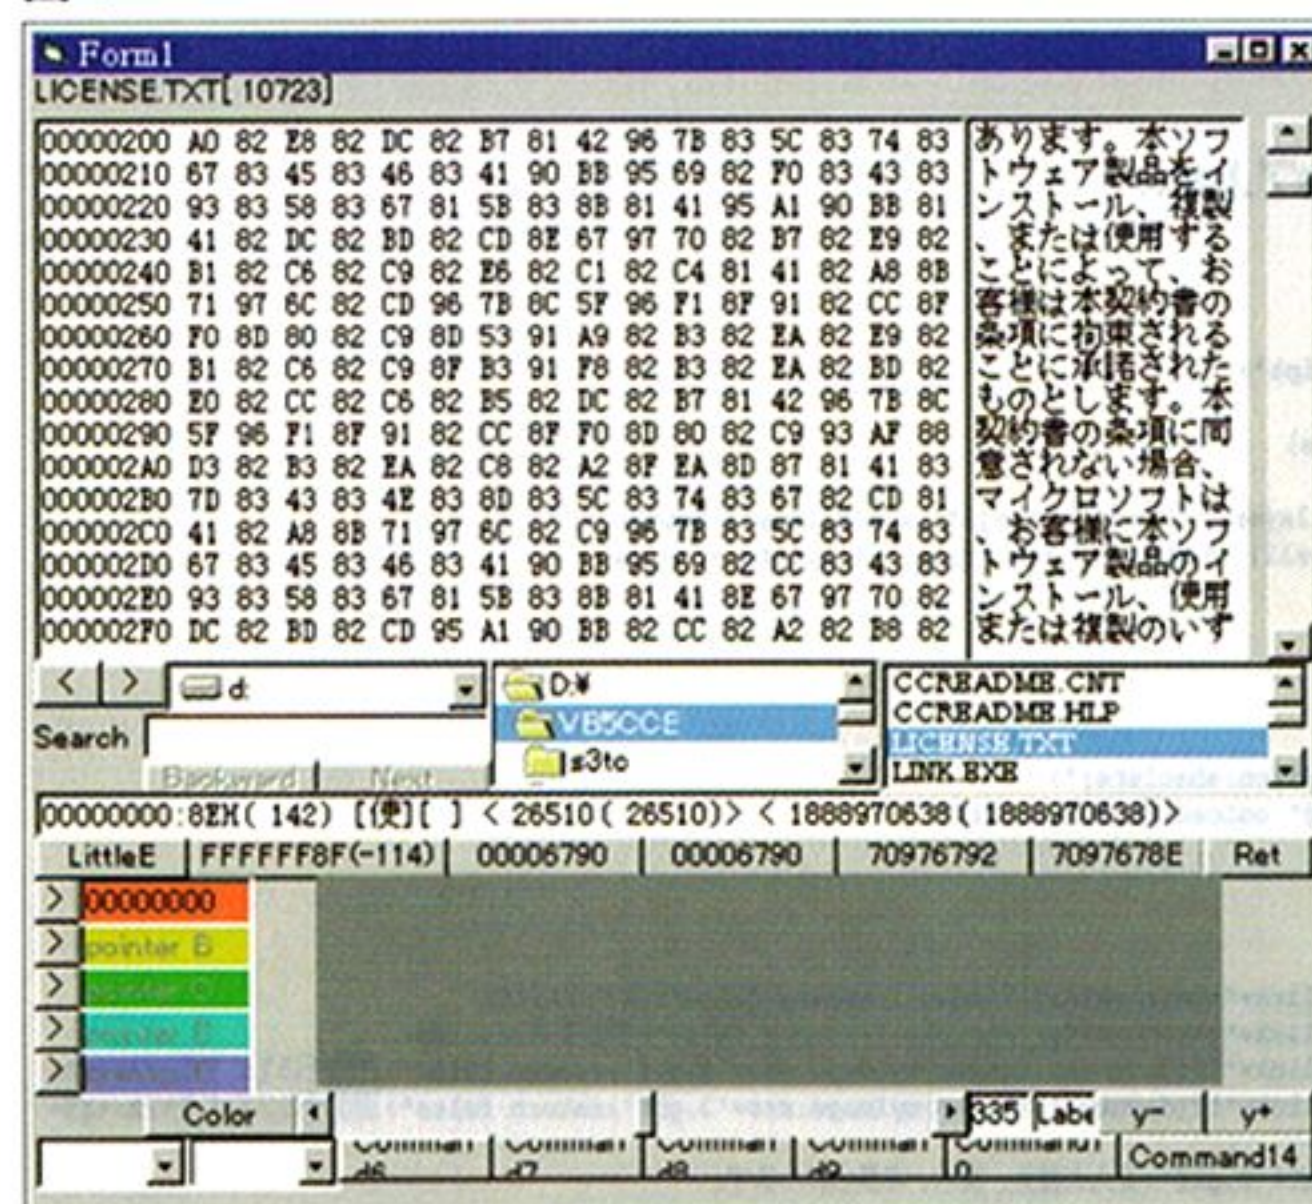 Form1
LICENSE.TXT[ 10723]
00000200 A0 82 E8 82 DC 82 B7 81 42 96 7B 83 5C 83 74 83 あります。本ソフ
00000210 67 83 45 83 46 83 41 90 BB 95 69 82 F0 83 43 83 トウェア製品をイ
00000220 93 83 58 83 67 81 5B 83 8B 81 41 95 A1 90 BB 81 ンストール、複製
00000230 41 82 DC 82 BD 82 CD 8E 67 97 70 82 B7 82 E9 82 、または使用する
00000240 B1 82 C6 82 C9 82 E6 82 C1 82 C4 81 41 82 A8 8B ことによって、お
00000250 71 97 6C 82 CD 96 7B 8C 5F 96 F1 8F 91 82 CC 8F 客様は本契約書の
00000260 F0 8D 80 82 C9 8D 53 91 A9 82 B3 82 EA 82 E9 82 条項に拘束される
00000270 B1 82 C6 82 C9 8F B3 91 F8 82 B3 82 EA 82 BD 82 ことに承諾された
00000280 E0 82 CC 82 C6 82 B5 82 DC 82 B7 81 42 96 7B 8C ものとします。本
00000290 5F 96 F1 8F 91 82 CC 8F F0 8D 80 82 C9 93 AF 88 契約書の条項に同
000002A0 D3 82 B3 82 EA 82 C8 82 A2 8F EA 8D 87 81 41 83 意されない場合、
000002B0 7D 83 43 83 4E 83 8D 83 5C 83 74 83 67 82 CD 81 マイクロソフトは
000002C0 41 82 A8 8B 71 97 6C 82 C9 96 7B 83 5C 83 74 83 、お客様に本ソフ
000002D0 67 83 45 83 46 83 41 90 BB 95 69 82 CC 83 43 83 トウェア製品のイ
000002E0 93 83 58 83 67 81 5B 83 8B 81 41 8E 67 97 70 82 ンストール、使用
000002F0 DC 82 BD 82 CD 95 A1 90 BB 82 CC 82 A2 82 B8 82 または複製のいず
< > d: D:¥ CCREADME.CNT
VB5CCE CCREADME.HLP
Search LICENSE.TXT
s3tc LINK.EXE
Backward Next
00000000:8EH( 142) [使][ ] < 26510( 26510)> < 1888970638( 1888970638)>
LittleE FFFFFF8F(-114) 00006790 00006790 70976792 7097678E Ret
> 00000000
> pointer B
>
> pointer D
>
Color 335 Labe y- y+
Comman d6 Comman d7 Comman d8 Comman d9 Command1 0 Command14